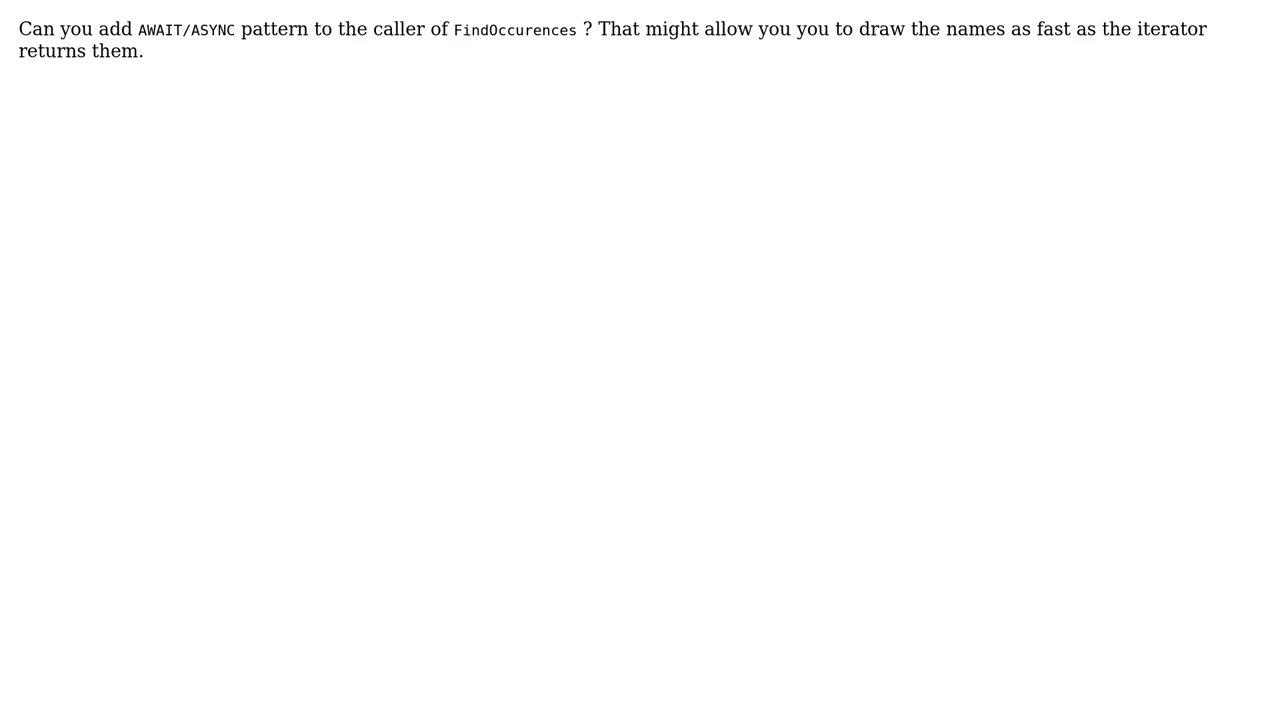 Can you add AWAIT/ASYNC pattern to the caller of FindOccurences ? That might allow you you to draw the names as fast as the iterator
returns them.